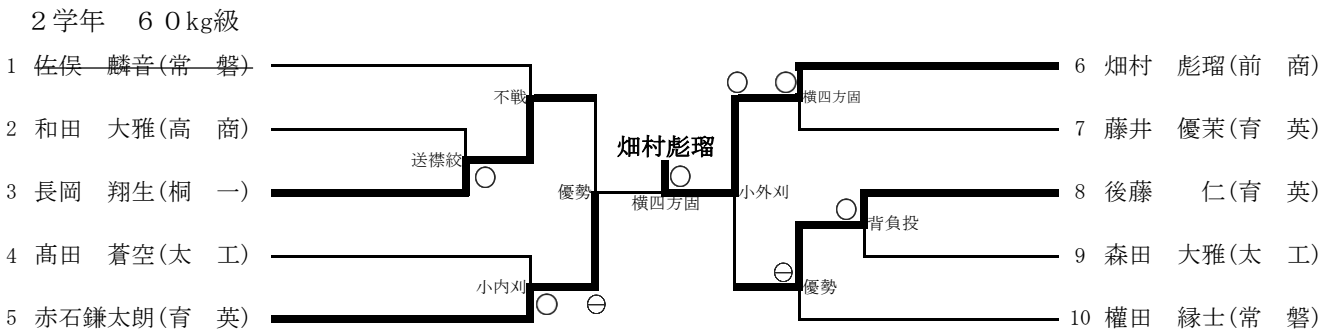 ２学年　６０kg級
1 佐俣　麟音(常　磐)
2 和田　大雅(高　商)
3 長岡　翔生(桐　一)
4 髙田　蒼空(太　工)
5 赤石鎌太朗(育　英)
不戦
送襟絞
優勢
小内刈
畑村彪瑠
横四方固
横四方固
小外刈
背負投
優勢
6 畑村　彪瑠(前　商)
7 藤井　優茉(育　英)
8 後藤　　仁(育　英)
9 森田　大雅(太　工)
10 權田　縁士(常　磐)